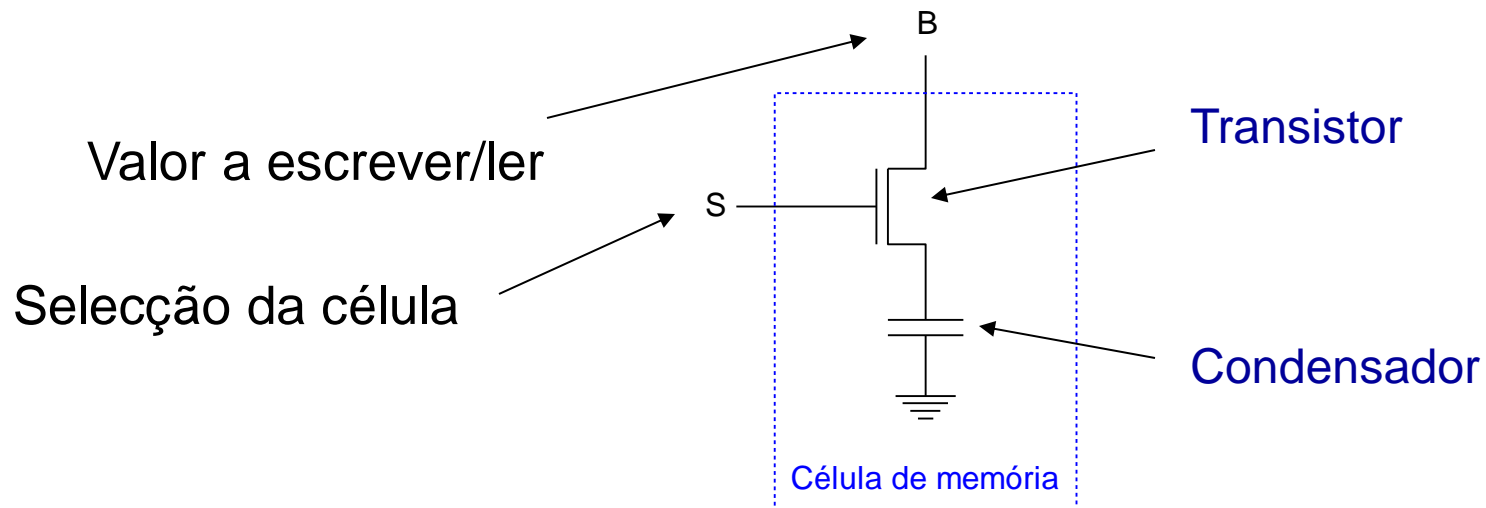 B
Transistor
Valor a escrever/ler
S
Selecção da célula
Condensador
Célula de memória